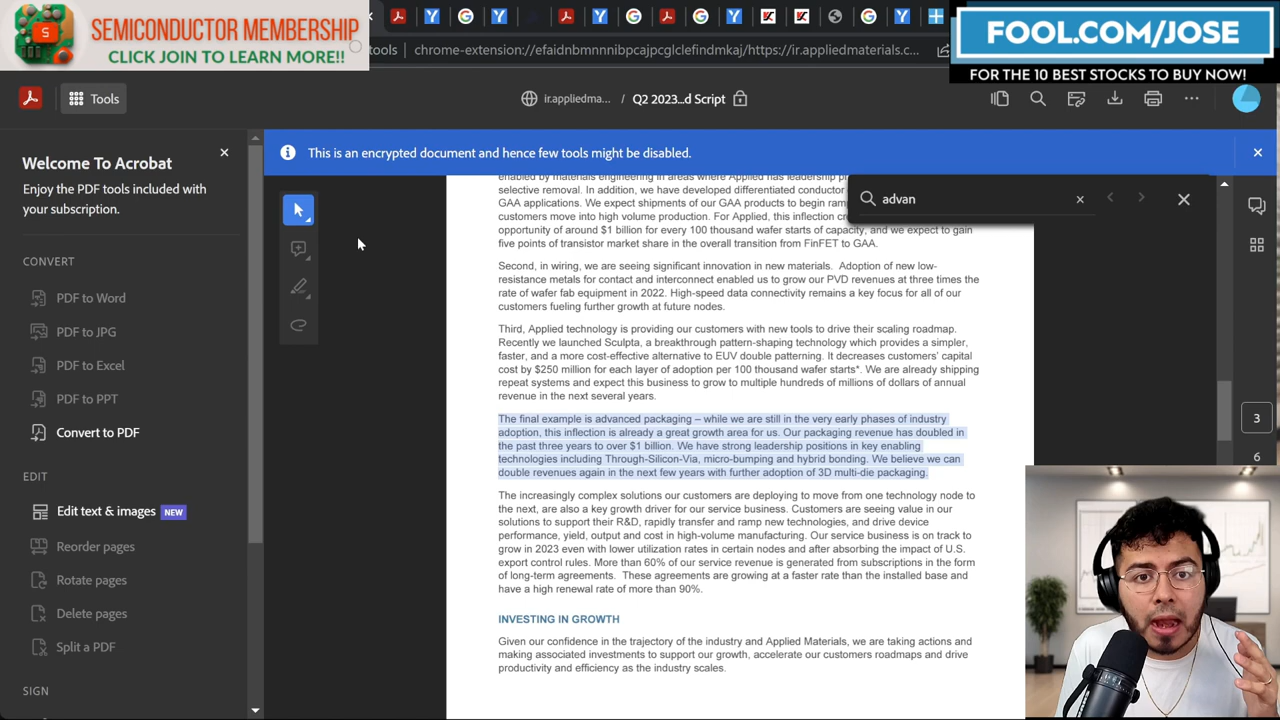 SEMICONDUCTOR MEMBERSHIP
CLICK JOIN TO LEARN MORE!!
S
FOOL.COM/JOSE
FOR THE 10 BEST STOCKS TO BUY NOW!
tools
chrome-extension://efaidnbmnnnibpcajpcglclefindmkaj/https://ir.appliedmaterials.c...
Tools
ir.appliedma... / Q2 2023...d Script
Welcome To Acrobat
Enjoy the PDF tools included with
your subscription.
CONVERT
PDF to Word
PDF to JPG
PDF to Excel
PDF to PPT
Convert to PDF
EDIT
Edit text & images NEW
Reorder pages
Rotate pages
Delete pages
Split a PDF
SIGN
This is an encrypted document and hence few tools might be disabled.
advan
enabled by materials engineering in areas where Applied has leadership
selective removal. In addition, we have developed differentiated conductor
GAA applications. We expect shipments of our GAA products to begin
customers move into high volume production. For Applied, this inflection
opportunity of around $1 billion for every 100 thousand wafer starts of capacity, and we expect to gain
five points of transistor market share in the overall transition from FinFET to GAA.
Second, in wiring, we are seeing significant innovation in new materials. Adoption of new low-
resistance metals for contact and interconnect enabled us to grow our PVD revenues at three times the
rate of wafer fab equipment in 2022. High-speed data connectivity remains a key focus for all of our
customers fueling further growth at future nodes.
Third, Applied technology is providing our customers with new tools to drive their scaling roadmap.
Recently we launched Sculpta, a breakthrough pattern-shaping technology which provides a simpler,
faster, and a more cost-effective alternative to EUV double patterning. It decreases customers' capital
cost by $250 million for each layer of adoption per 100 thousand wafer starts*. We are already shipping
repeat systems and expect this business to grow to multiple hundreds of millions of dollars of annual
revenue in the next several years.
The final example is advanced packaging – while we are still in the very early phases of industry
adoption, this inflection is already a great growth area for us. Our packaging revenue has doubled in
the past three years to over $1 billion. We have strong leadership positions in key enabling
technologies including Through-Silicon-Via, micro-bumping and hybrid bonding. We believe we can
double revenues again in the next few years with further adoption of 3D multi-die packaging.
The increasingly complex solutions our customers are deploying to move from one technology node to
the next, are also a key growth driver for our service business. Customers are seeing value in our
solutions to support their R&D, rapidly transfer and ramp new technologies, and drive device
performance, yield, output and cost in high-volume manufacturing. Our service business is on track to
grow in 2023 even with lower utilization rates in certain nodes and after absorbing the impact of U.S.
export control rules. More than 60% of our service revenue is generated from subscriptions in the form
of long-term agreements. These agreements are growing at a faster rate than the installed base and
have a high renewal rate of more than 90%.
INVESTING IN GROWTH
Given our confidence in the trajectory of the industry and Applied Materials, we are taking actions and
making associated investments to support our growth, accelerate our customers roadmaps and drive
productivity and efficiency as the industry scales.
3
6